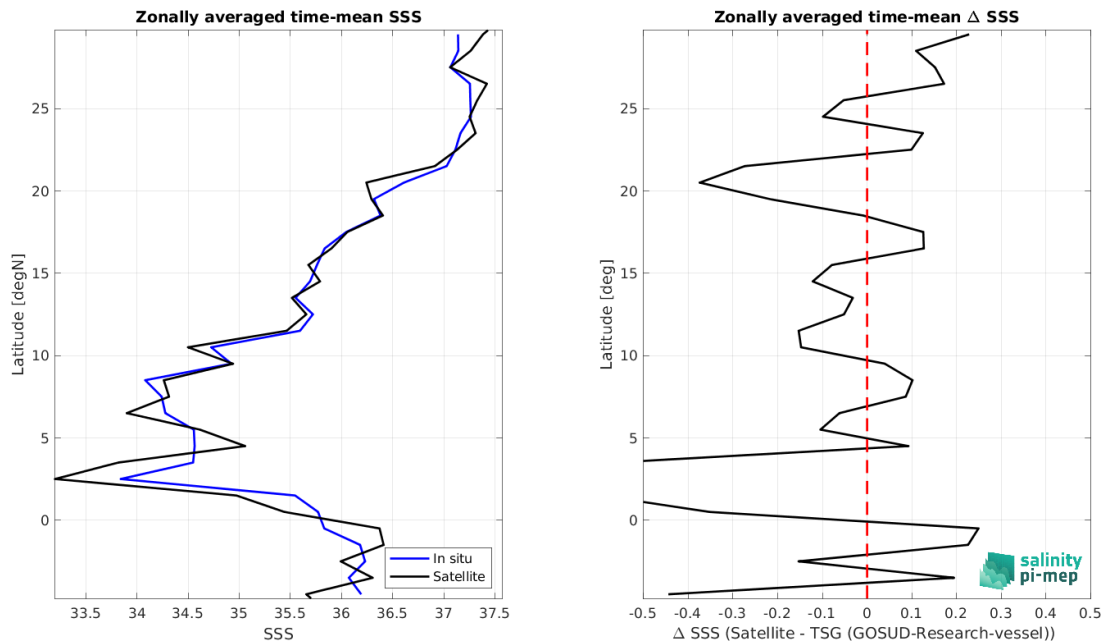 Zonally averaged time-mean SSS
Latitude [degN]
25
20
15
10
5
0
33.5 34 34.5 35 35.5 36 36.5 37 37.5
SSS
In situ
Satellite
Zonally averaged time-mean Δ SSS
Latitude [deg]
25
20
15
10
5
0
-0.5 -0.4 -0.3 -0.2 -0.1 0 0.1 0.2 0.3 0.4 0.5
Δ SSS (Satellite - TSG (GOSUD-Research-vessel))
salinity
pi-mep